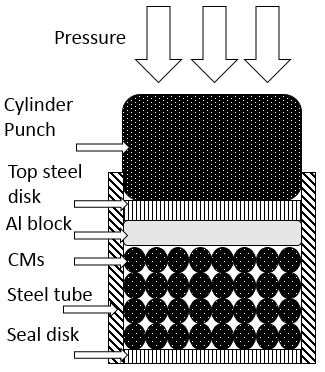 Pressure
Cylinder
Punch
Top steel
disk
Al block
CMs
Steel tube
Seal disk